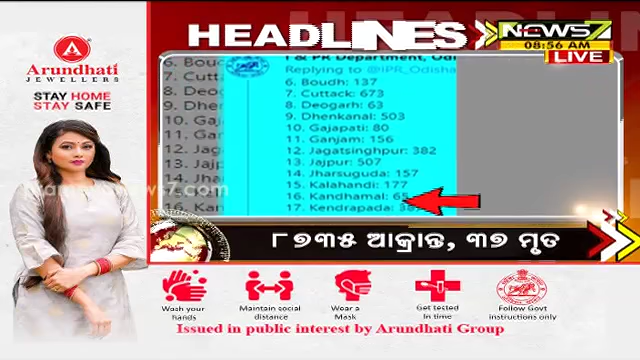 HEADLINES
NEWS7
08:56 AM
LIVE
Arundhati
JEWELLERS
STAY HOME
STAY SAFE
I & PR Department, Od
Replying to @IPR_Odisha
6. Boudh: 137
7. Cuttack: 673
8. Deogarh: 63
9. Dhenkanal: 503
10. Gajapati: 80
11. Ganjam: 156
12. Jagatsinghpur: 382
13. Jajpur: 507
14. Jharsuguda: 157
15. Kalahandi: 177
16. Kandhamal: 65
17. Kendrapada: 387
୮୭୩୫ ଆକ୍ରାନ୍ତ, ୩୭ ମୃତ
Wash your
hands
Maintain social
distance
Wear a
Mask
Get tested
In time
Follow Govt
instructions only
Issued in public interest by Arundhati Group